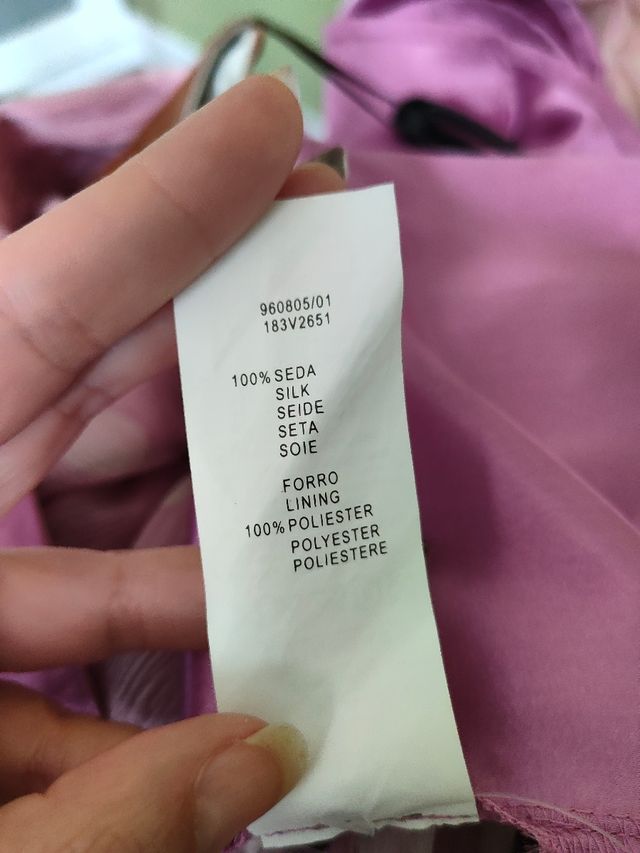 960805/01
183V2651
100% SEDA
SILK
SEIDE
SETA
SOIE
FORRO
LINING
100% POLIESTER
POLYESTER
POLIESTERE